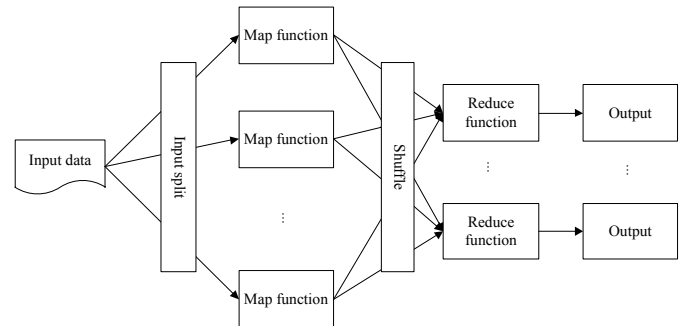 Input data
Input split
Map function
Map function
...
Map function
Shuffle
Reduce
function
...
Reduce
function
Output
...
Output